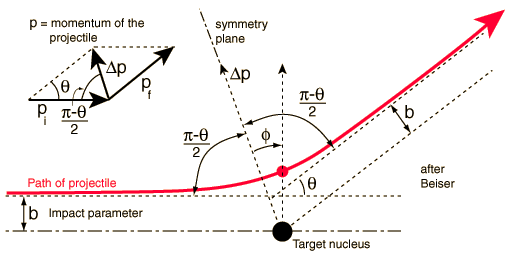 p = momentum of the
projectile
symmetry
plane
Δp
θ
p_f
p_i
π-θ
2
Δp
π-θ
2
π-θ
2
ϕ
b
θ
after
Beiser
Path of projectile
b
Impact parameter
Target nucleus